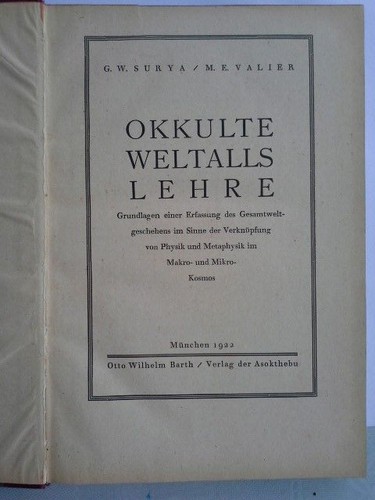 G. W. SURYA / M. E. VALIER
OKKULTE
WELTALLS
LEHRE
Grundlagen einer Erfassung des Gesamtwelt-
geschehens im Sinne der Verknüpfung
von Physik und Metaphysik im
Makro- und Mikro-
Kosmos
München 1922
Otto Wilhelm Barth / Verlag der Asokthebu